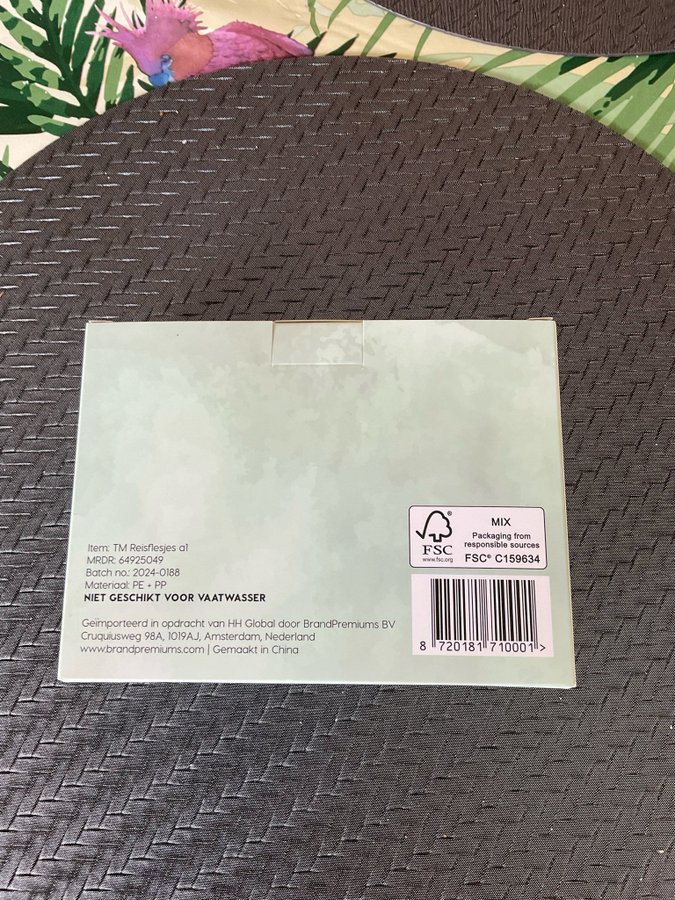 Item: TM Reisflesjes a1
MRDR: 64925049
Batch no.: 2024-0188
Materiaal: PE + PP
NIET GESCHIKT VOOR VAATWASSER
Geïmporteerd in opdracht van HH Global door BrandPremiums BV
Cruquiusweg 98A, 1019AJ, Amsterdam, Nederland
www.brandpremiums.com | Gemaakt in China
®
FSC
www.fsc.org
MIX
Packaging from
responsible sources
FSC® C159634
8 720181 710001 >